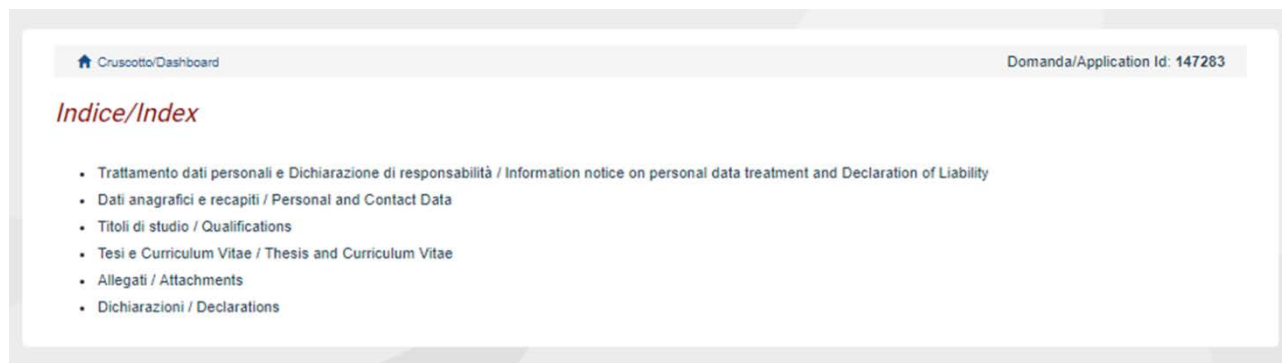 Cruscotto/Dashboard
Domanda/Application Id: 147283
Indice/Index
Trattamento dati personali e Dichiarazione di responsabilità / Information notice on personal data treatment and Declaration of Liability
Dati anagrafici e recapiti / Personal and Contact Data
Titoli di studio / Qualifications
Tesi e Curriculum Vitae / Thesis and Curriculum Vitae
Allegati / Attachments
Dichiarazioni / Declarations